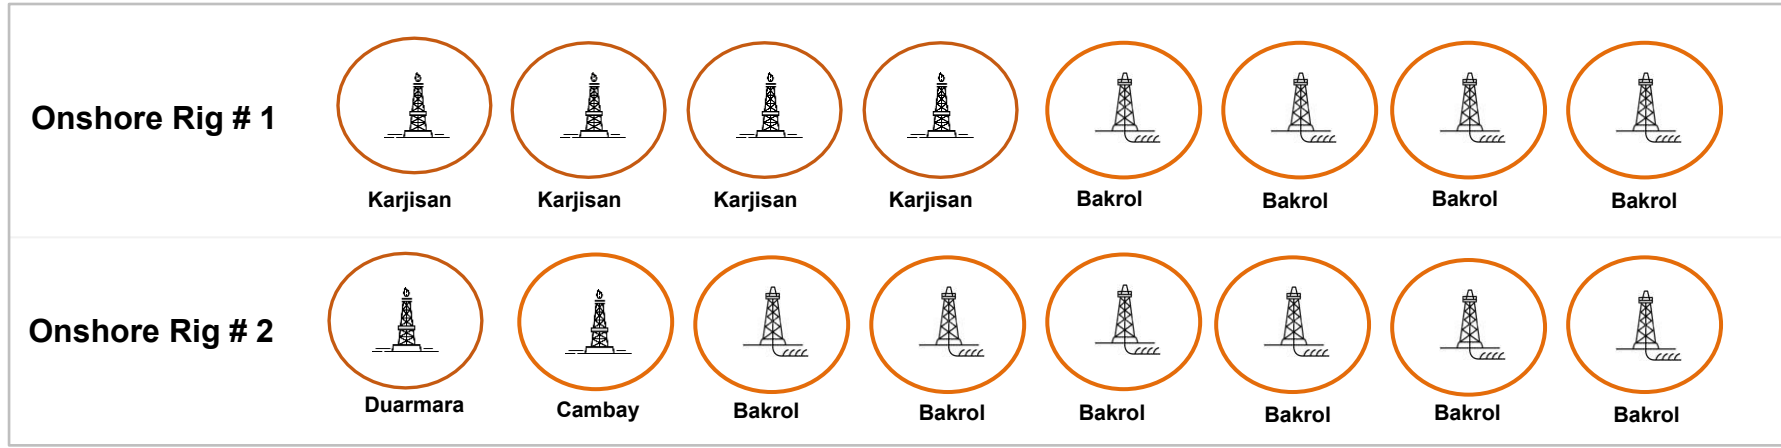 Onshore Rig # 1
Karjisan Karjisan Karjisan Karjisan Bakrol Bakrol Bakrol Bakrol
Onshore Rig # 2
Duarmara Cambay Bakrol Bakrol Bakrol Bakrol Bakrol Bakrol